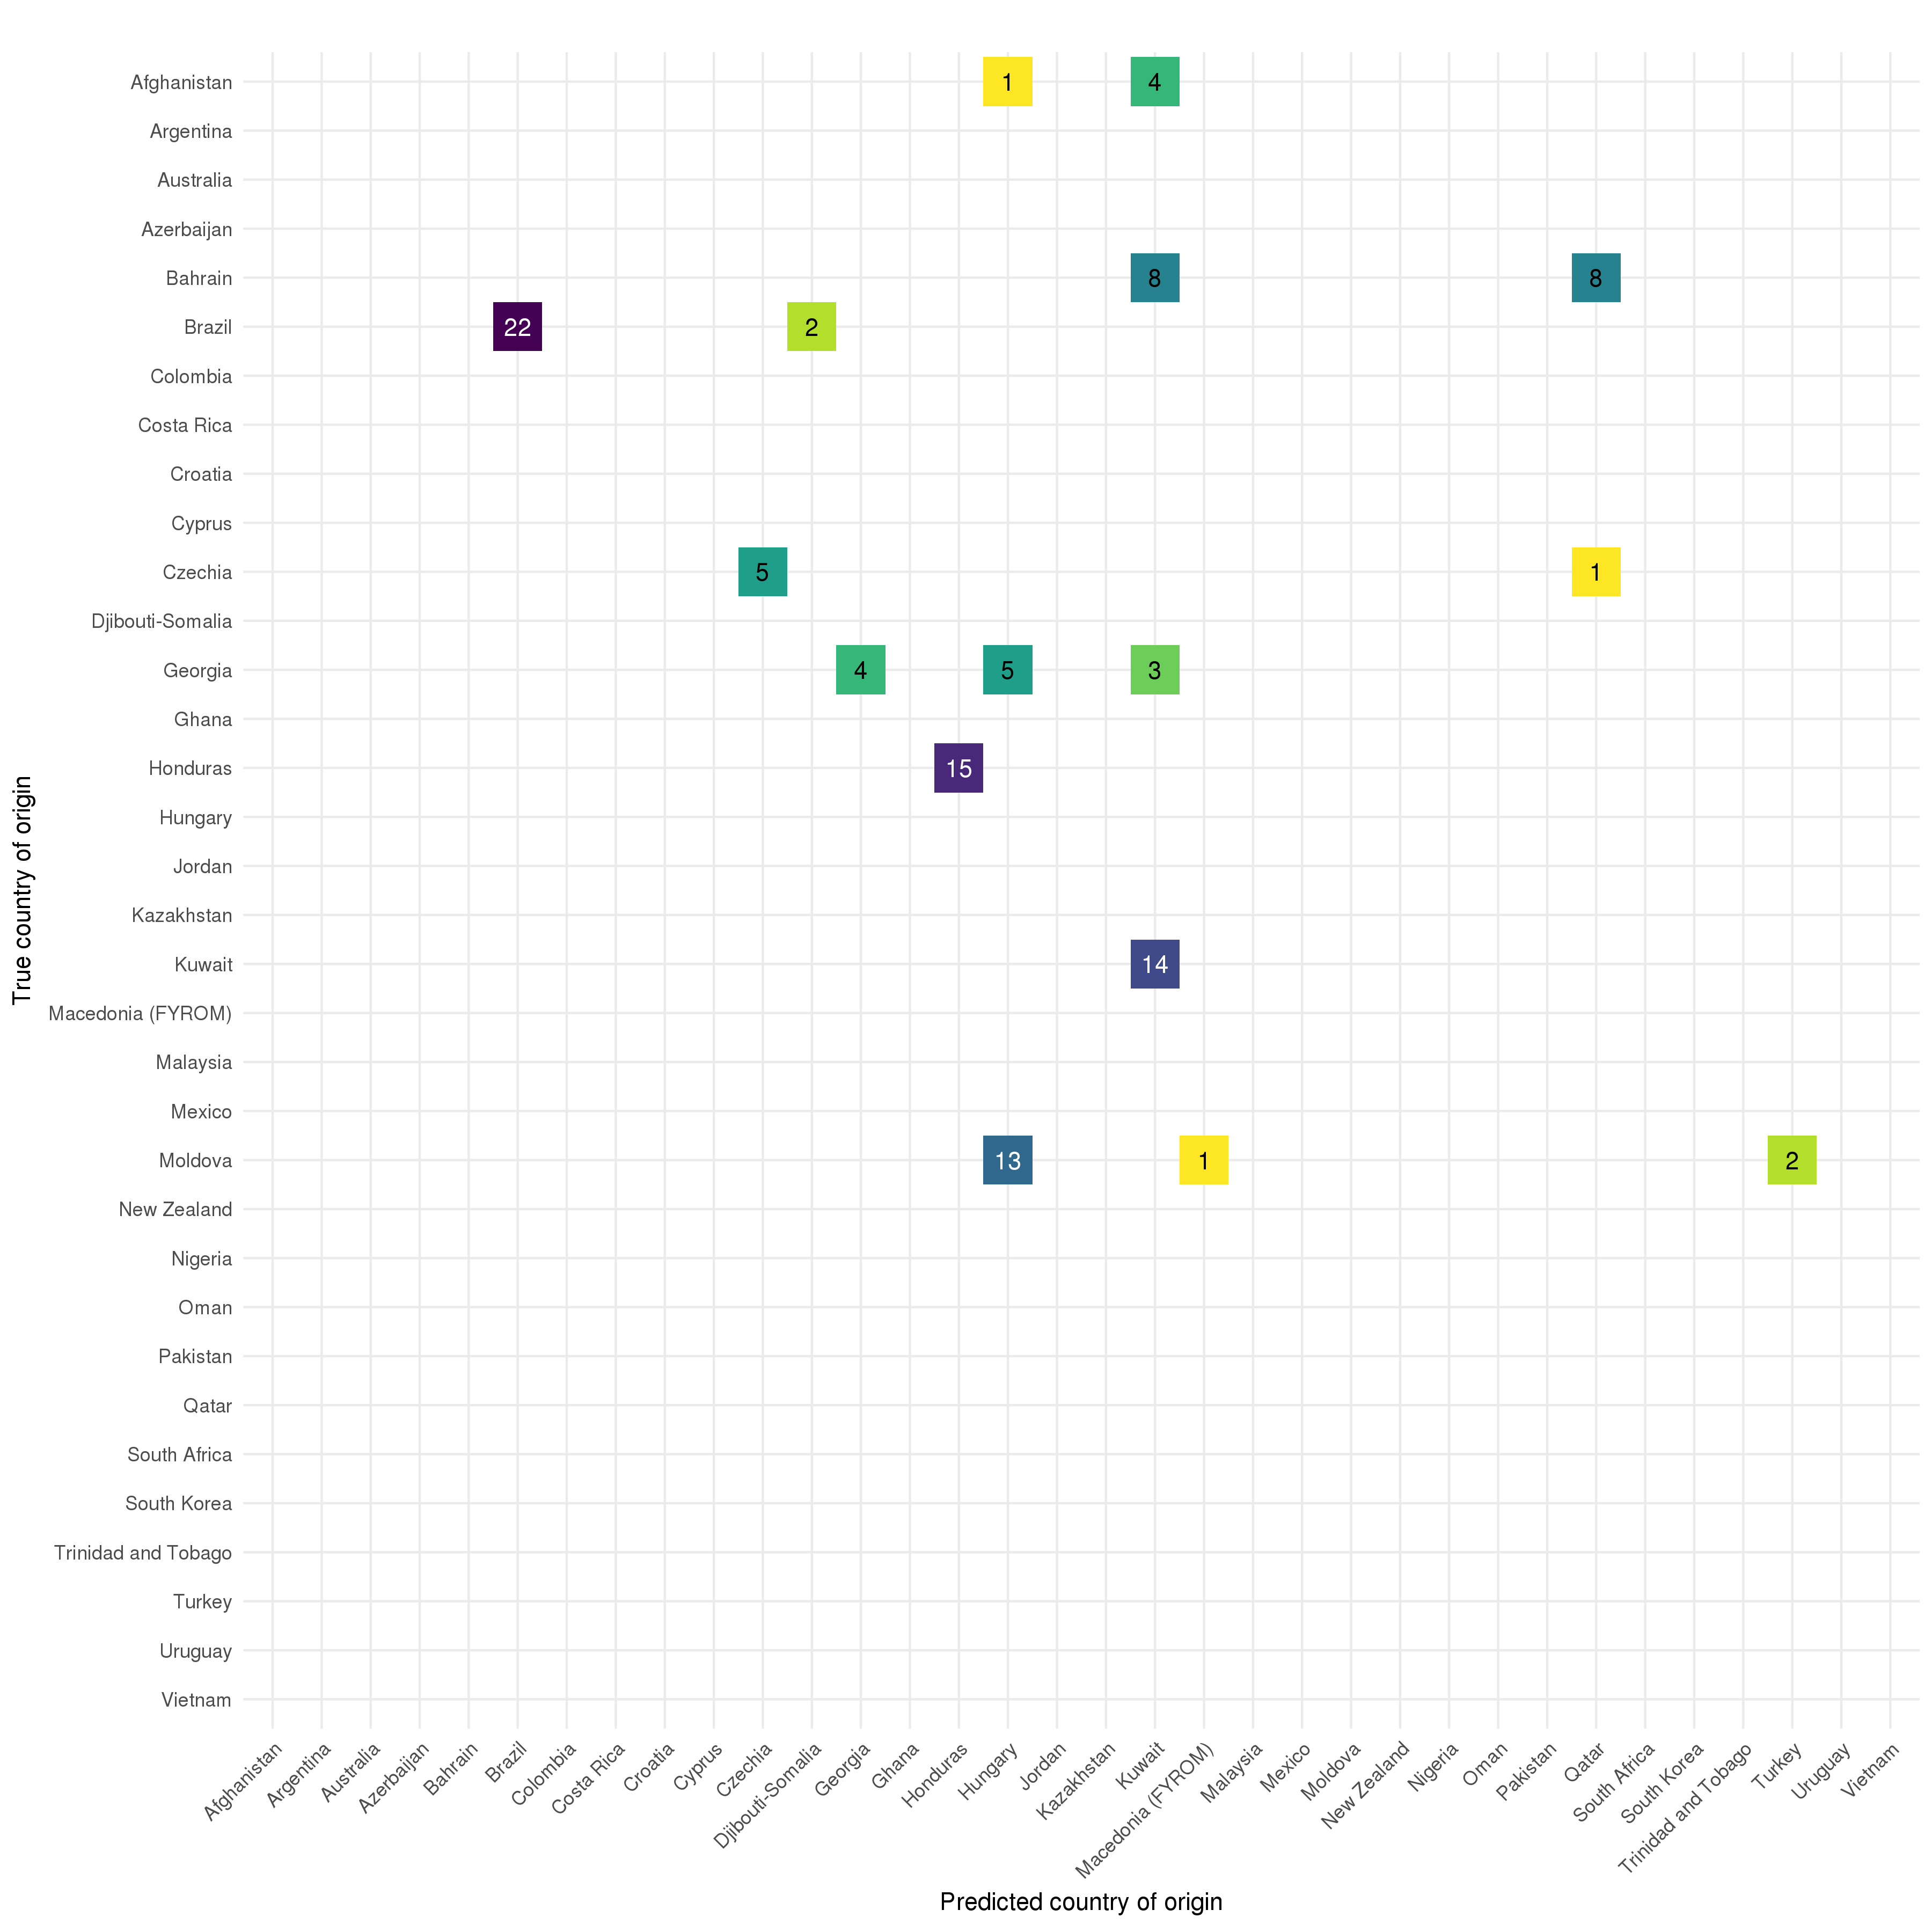 Afghanistan 1 4
Argentina
Australia
Azerbaijan
Bahrain 8 8
Brazil 22 2
Colombia
Costa Rica
Croatia
Cyprus
Czechia 5 1
Djibouti-Somalia
Georgia 4 5 3
Ghana
Honduras 15
Hungary
Jordan
Kazakhstan
Kuwait 14
Macedonia (FYROM)
Malaysia
Mexico
Moldova 13 1 2
New Zealand
Nigeria
Oman
Pakistan
Qatar
South Africa
South Korea
Trinidad and Tobago
Turkey
Uruguay
Vietnam
True country of origin
Afghanistan
Argentina
Australia
Azerbaijan
Bahrain
Brazil
Colombia
Costa Rica
Croatia
Cyprus
Czechia
Djibouti-Somalia
Georgia
Ghana
Honduras
Hungary
Jordan
Kazakhstan
Kuwait
Macedonia (FYROM)
Malaysia
Mexico
Moldova
New Zealand
Nigeria
Oman
Pakistan
Qatar
South Africa
South Korea
Trinidad and Tobago
Turkey
Uruguay
Vietnam
Predicted country of origin